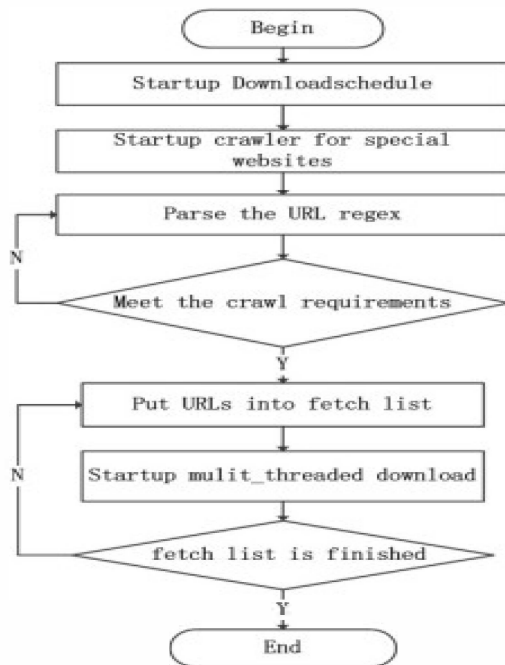 Begin
Startup Downloadschedule
Startup crawler for special
websites
Parse the URL regex
N
Meet the crawl requirements
Y
Put URLs into fetch list
N
Startup mulit_threaded download
fetch list is finished
Y
End